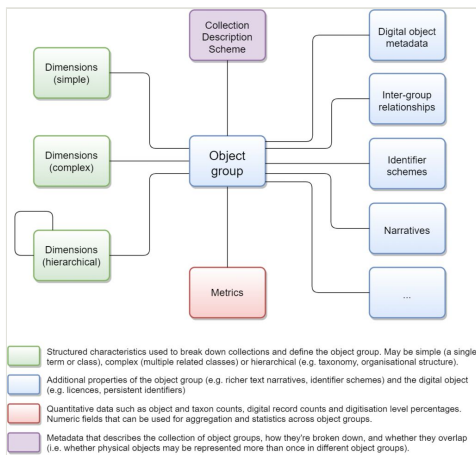 Collection
Description
Scheme
Digital object
metadata
Dimensions
(simple)
Inter-group
relationships
Dimensions
(complex)
Object
group
Identifier
schemes
Narratives
Dimensions
(hierarchical)
Metrics
...
Structured characteristics used to break down collections and define the object group. May be simple (a single
term or class), complex (multiple related classes) or hierarchical (e.g. taxonomy, organisational structure).
Additional properties of the object group (e.g. richer text narratives, identifier schemes) and the digital object
(e.g. licences, persistent identifiers)
Quantitative data such as object and taxon counts, digital record counts and digitisation level percentages.
Numeric fields that can be used for aggregation and statistics across object groups.
Metadata that describes the collection of object groups, how they're broken down, and whether they overlap
(i.e. whether physical objects may be represented more than once in different object groups).